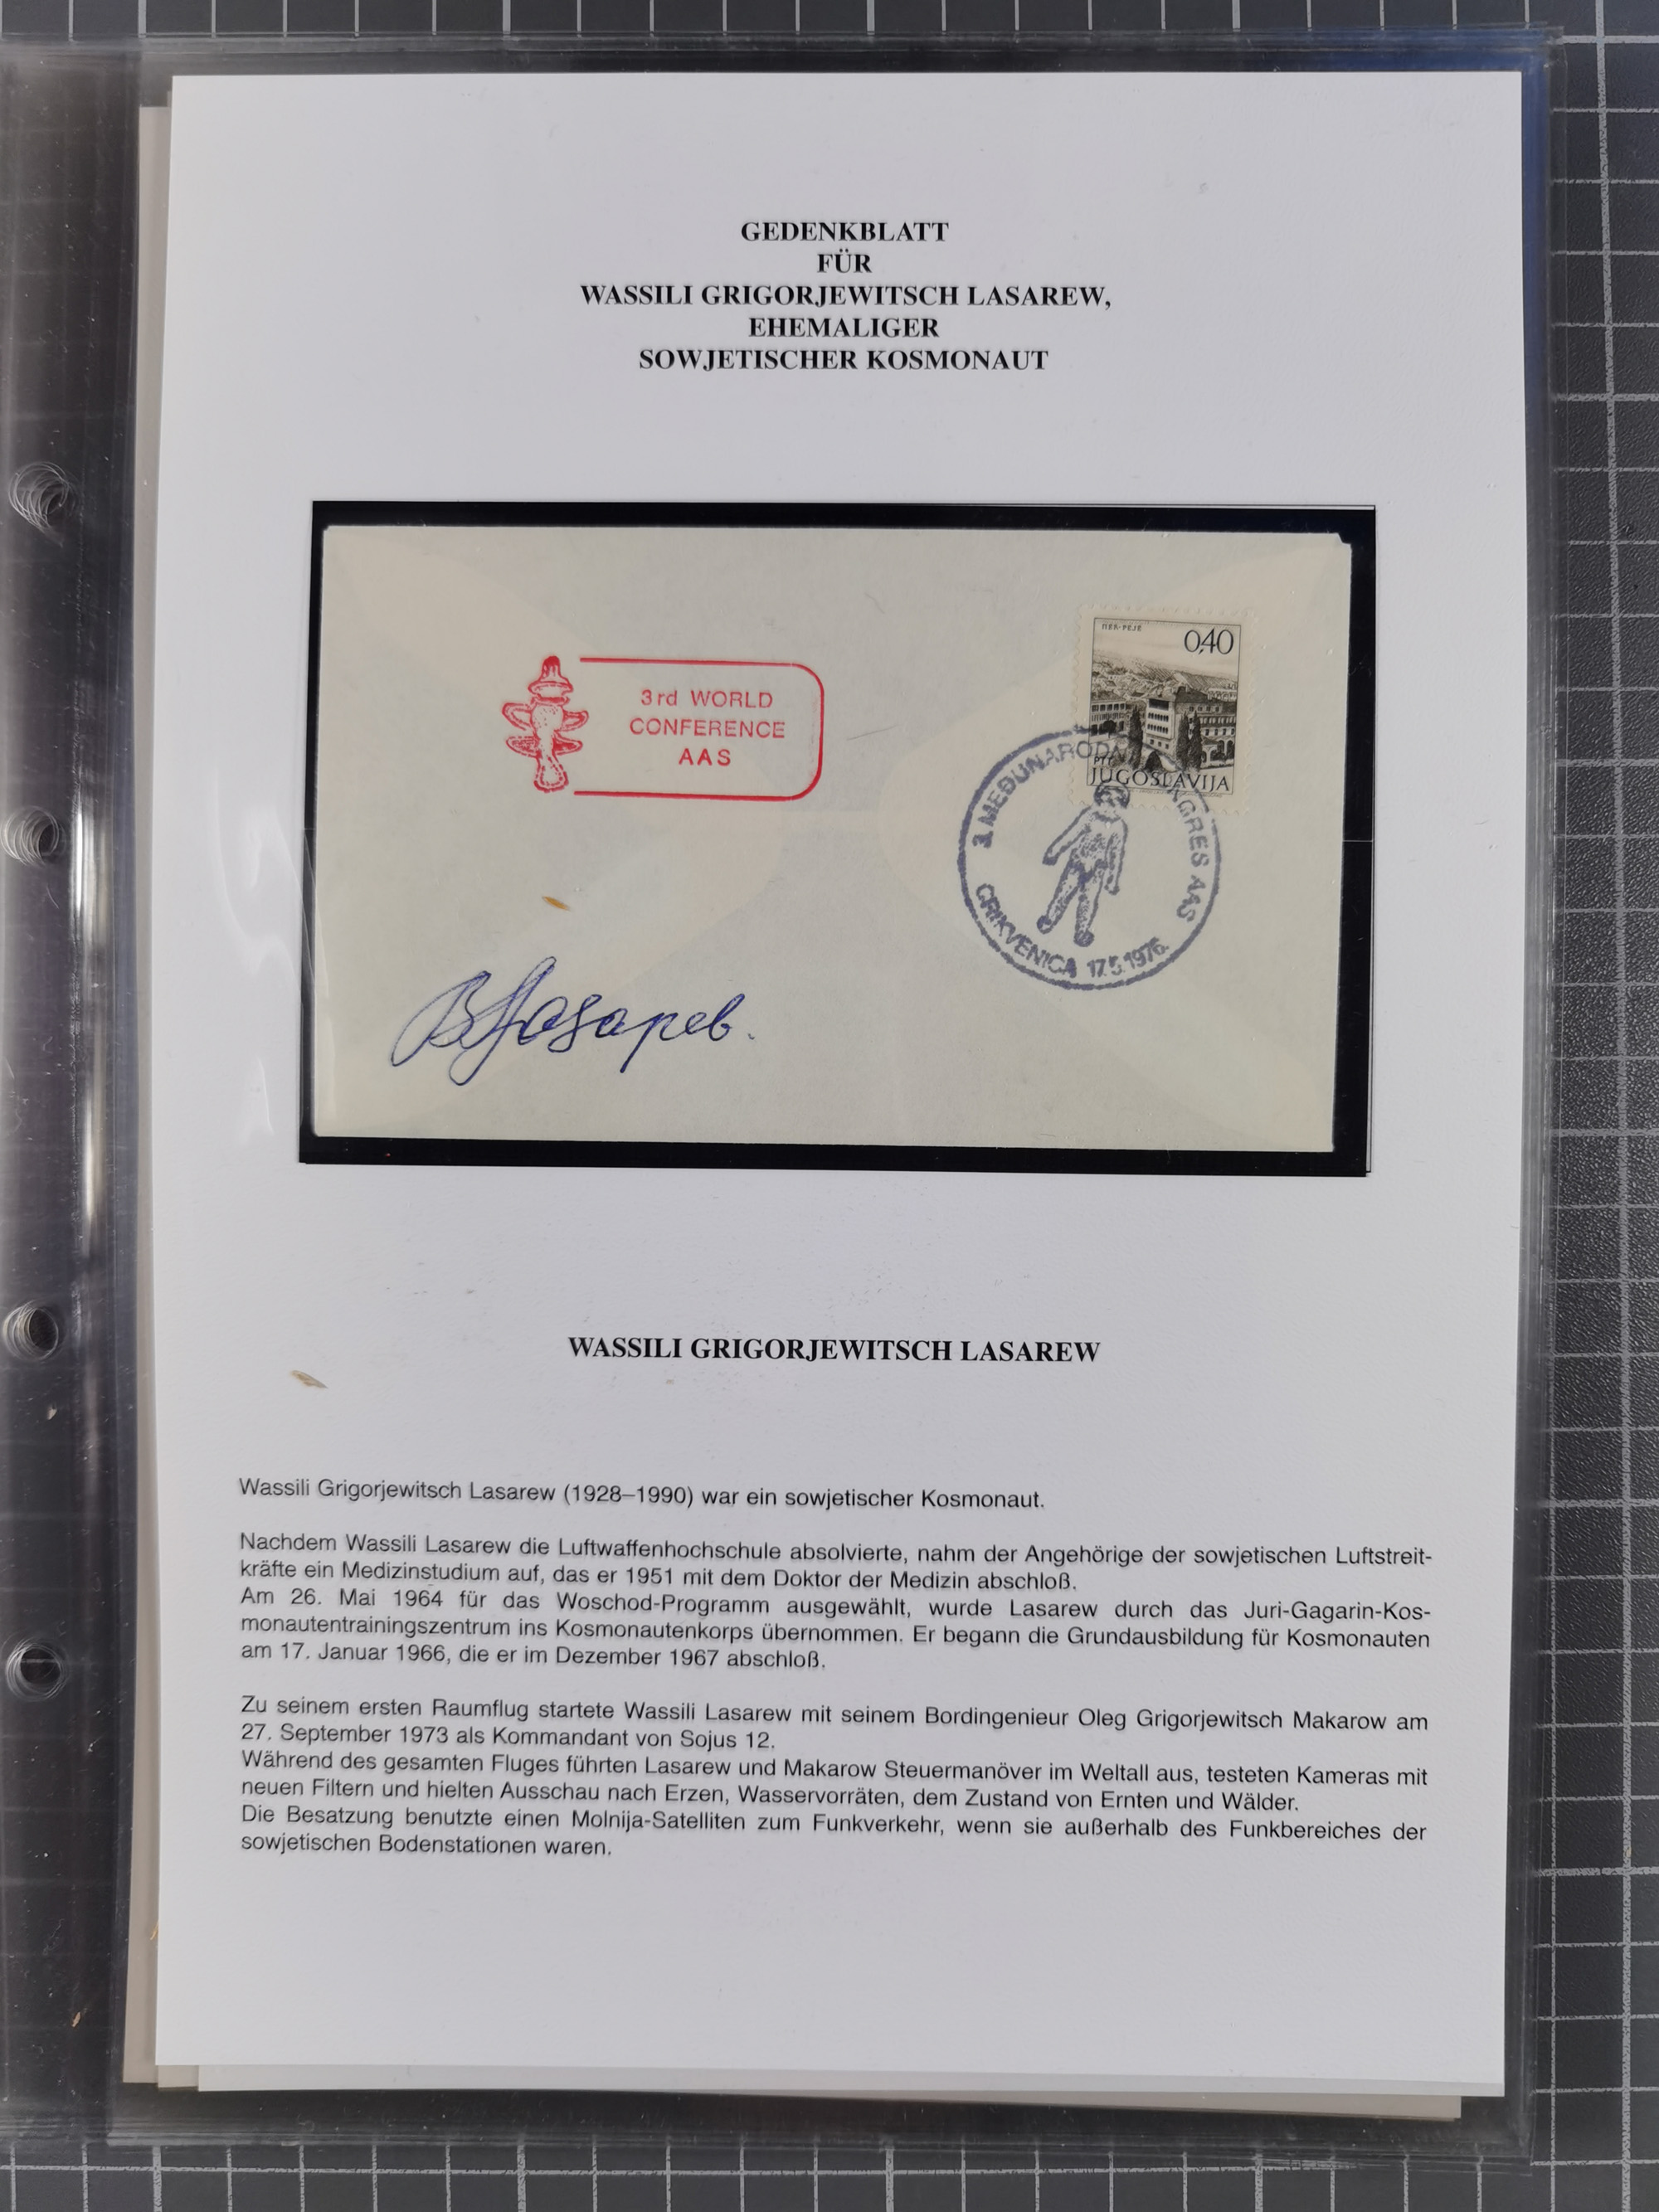 GEDENKBLATT
FÜR
WASSILI GRIGORJEWITSCH LASAREW,
EHEMALIGER
SOWJETISCHER KOSMONAUT
ПЕЋ-PEJË
0,40
PTT
JUGOSLAVIJA
3rd WORLD
CONFERENCE
AAS
3. MEĐUNARODNI GRES AAS
CRIKVENICA 17.5.1976.
В Лазарев.
WASSILI GRIGORJEWITSCH LASAREW
Wassili Grigorjewitsch Lasarew (1928–1990) war ein sowjetischer Kosmonaut.
Nachdem Wassili Lasarew die Luftwaffenhochschule absolvierte, nahm der Angehörige der sowjetischen Luftstreit-
kräfte ein Medizinstudium auf, das er 1951 mit dem Doktor der Medizin abschloß.
Am 26. Mai 1964 für das Woschod-Programm ausgewählt, wurde Lasarew durch das Juri-Gagarin-Kos-
monautentrainingszentrum ins Kosmonautenkorps übernommen. Er begann die Grundausbildung für Kosmonauten
am 17. Januar 1966, die er im Dezember 1967 abschloß.
Zu seinem ersten Raumflug startete Wassili Lasarew mit seinem Bordingenieur Oleg Grigorjewitsch Makarow am
27. September 1973 als Kommandant von Sojus 12.
Während des gesamten Fluges führten Lasarew und Makarow Steuermanöver im Weltall aus, testeten Kameras mit
neuen Filtern und hielten Ausschau nach Erzen, Wasservorräten, dem Zustand von Ernten und Wälder.
Die Besatzung benutzte einen Molnija-Satelliten zum Funkverkehr, wenn sie außerhalb des Funkbereiches der
sowjetischen Bodenstationen waren.